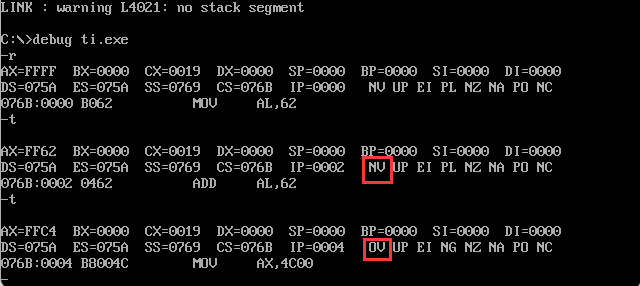 LINK : warning L4021: no stack segment
C:\>debug ti.exe
-r
AX=FFFF BX=0000 CX=0019 DX=0000 SP=0000 BP=0000 SI=0000 DI=0000
DS=075A ES=075A SS=0769 CS=076B IP=0000 NV UP EI PL NZ NA PO NC
076B:0000 B062 MOV AL,62
-t
AX=FF62 BX=0000 CX=0019 DX=0000 SP=0000 BP=0000 SI=0000 DI=0000
DS=075A ES=075A SS=0769 CS=076B IP=0002 NV UP EI PL NZ NA PO NC
076B:0002 0462 ADD AL,62
-t
AX=FFC4 BX=0000 CX=0019 DX=0000 SP=0000 BP=0000 SI=0000 DI=0000
DS=075A ES=075A SS=0769 CS=076B IP=0004 OV UP EI NG NZ NA PO NC
076B:0004 B8004C MOV AX,4C00
-